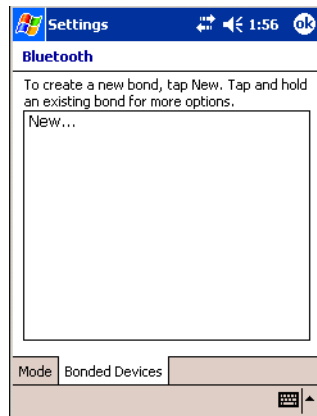 Settings 1:56 ok
Bluetooth
To create a new bond, tap New. Tap and hold
an existing bond for more options.
New...
Mode Bonded Devices